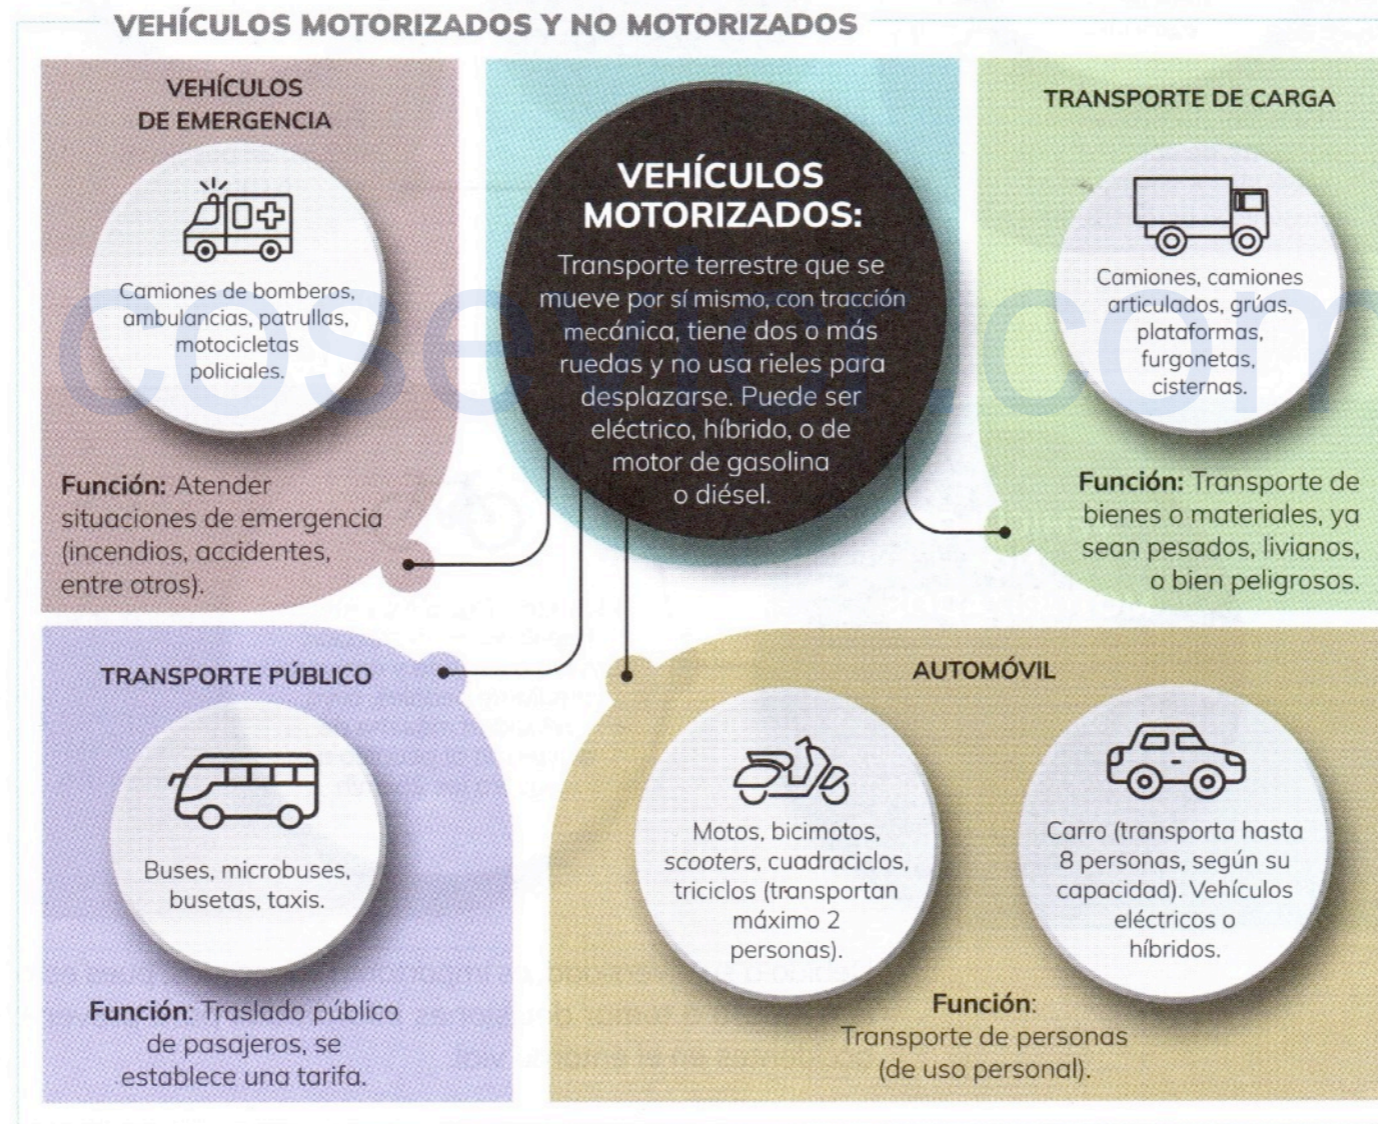 VEHÍCULOS MOTORIZADOS Y NO MOTORIZADOS
VEHÍCULOS
DE EMERGENCIA
Camiones de bomberos,
ambulancias, patrullas,
motocicletas
policiales.
Función: Atender
situaciones de emergencia
(incendios, accidentes,
entre otros).
VEHÍCULOS
MOTORIZADOS:
Transporte terrestre que se
mueve por sí mismo, con tracción
mecánica, tiene dos o más
ruedas y no usa rieles para
desplazarse. Puede ser
eléctrico, híbrido, o de
motor de gasolina
o diésel.
TRANSPORTE DE CARGA
Camiones, camiones
articulados, grúas,
plataformas,
furgonetas,
cisternas.
Función: Transporte de
bienes o materiales, ya
sean pesados, livianos,
o bien peligrosos.
TRANSPORTE PÚBLICO
Buses, microbuses,
busetas, taxis.
Función: Traslado público
de pasajeros, se
establece una tarifa.
AUTOMÓVIL
Motos, bicimotos,
scooters, cuadraciclos,
triciclos (transportan
máximo 2
personas).
Carro (transporta hasta
8 personas, según su
capacidad). Vehículos
eléctricos o
híbridos.
Función:
Transporte de personas
(de uso personal).